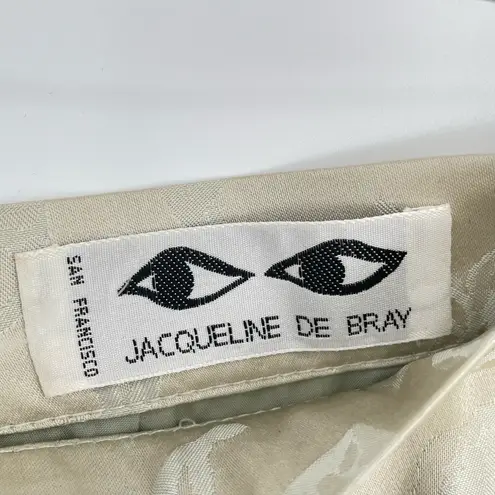 SAN FRANCISCO
JACQUELINE DE BRAY